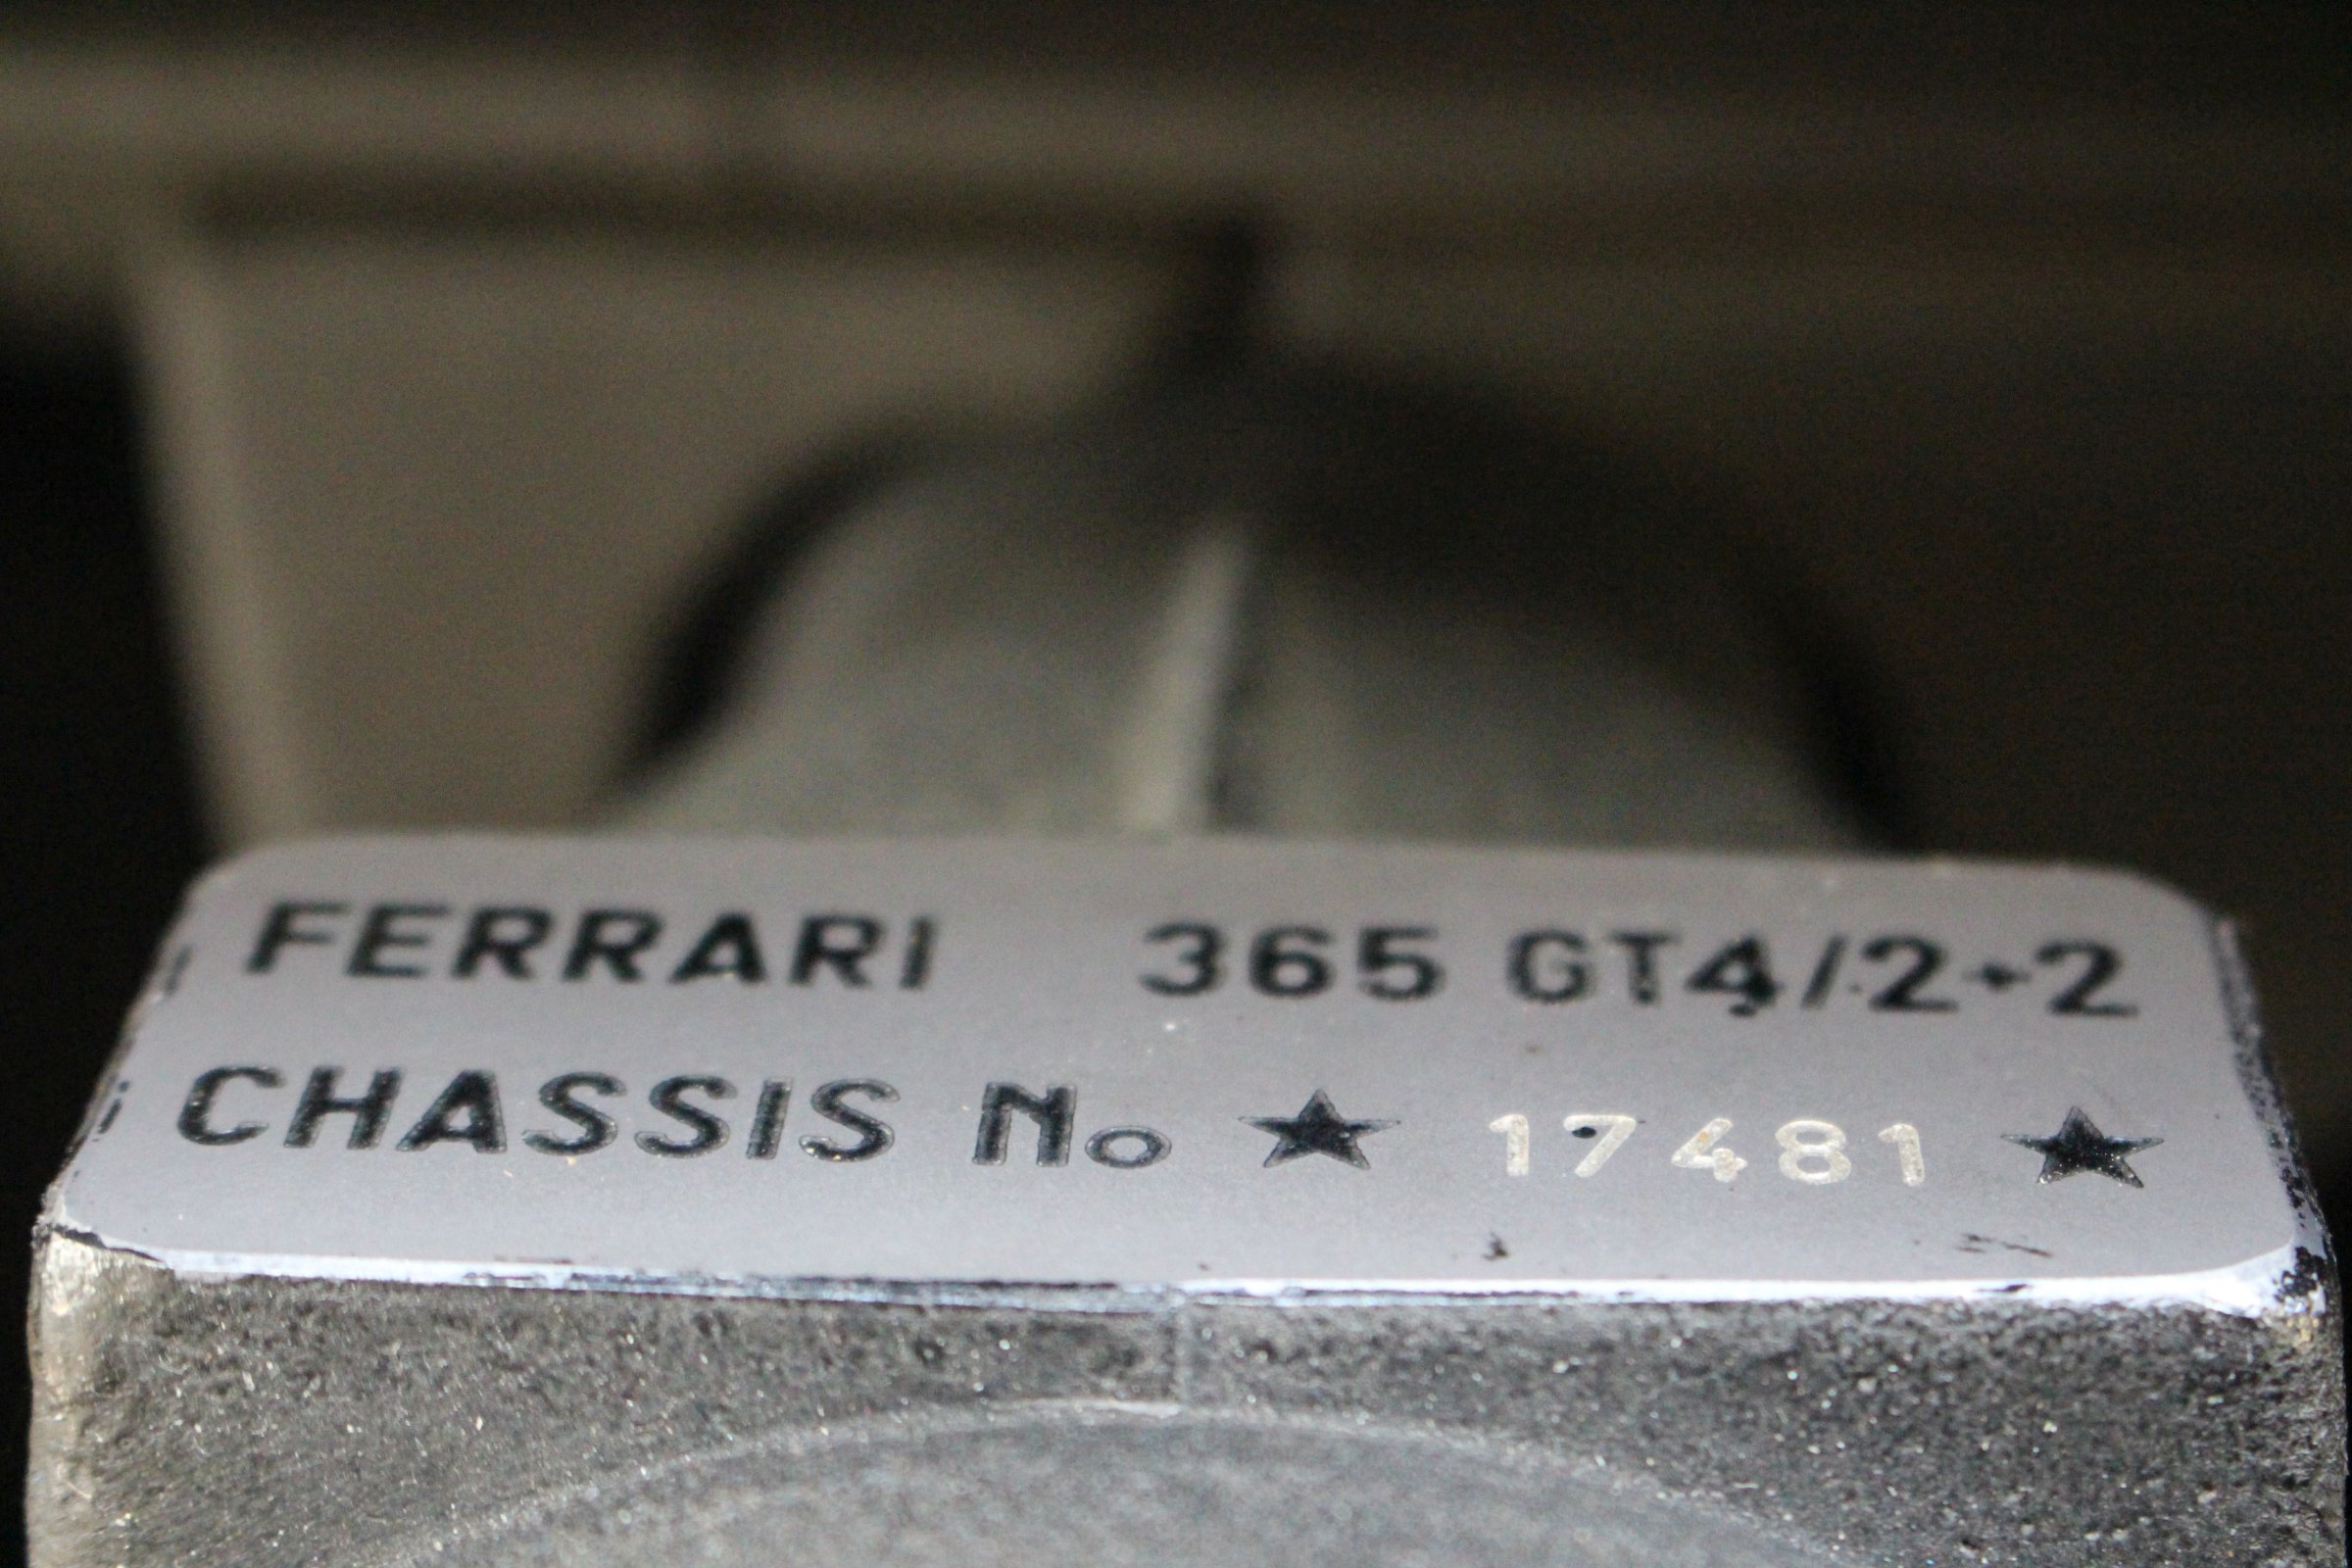 FERRARI 365 GT4/2+2
CHASSIS No ★ 17481 ★